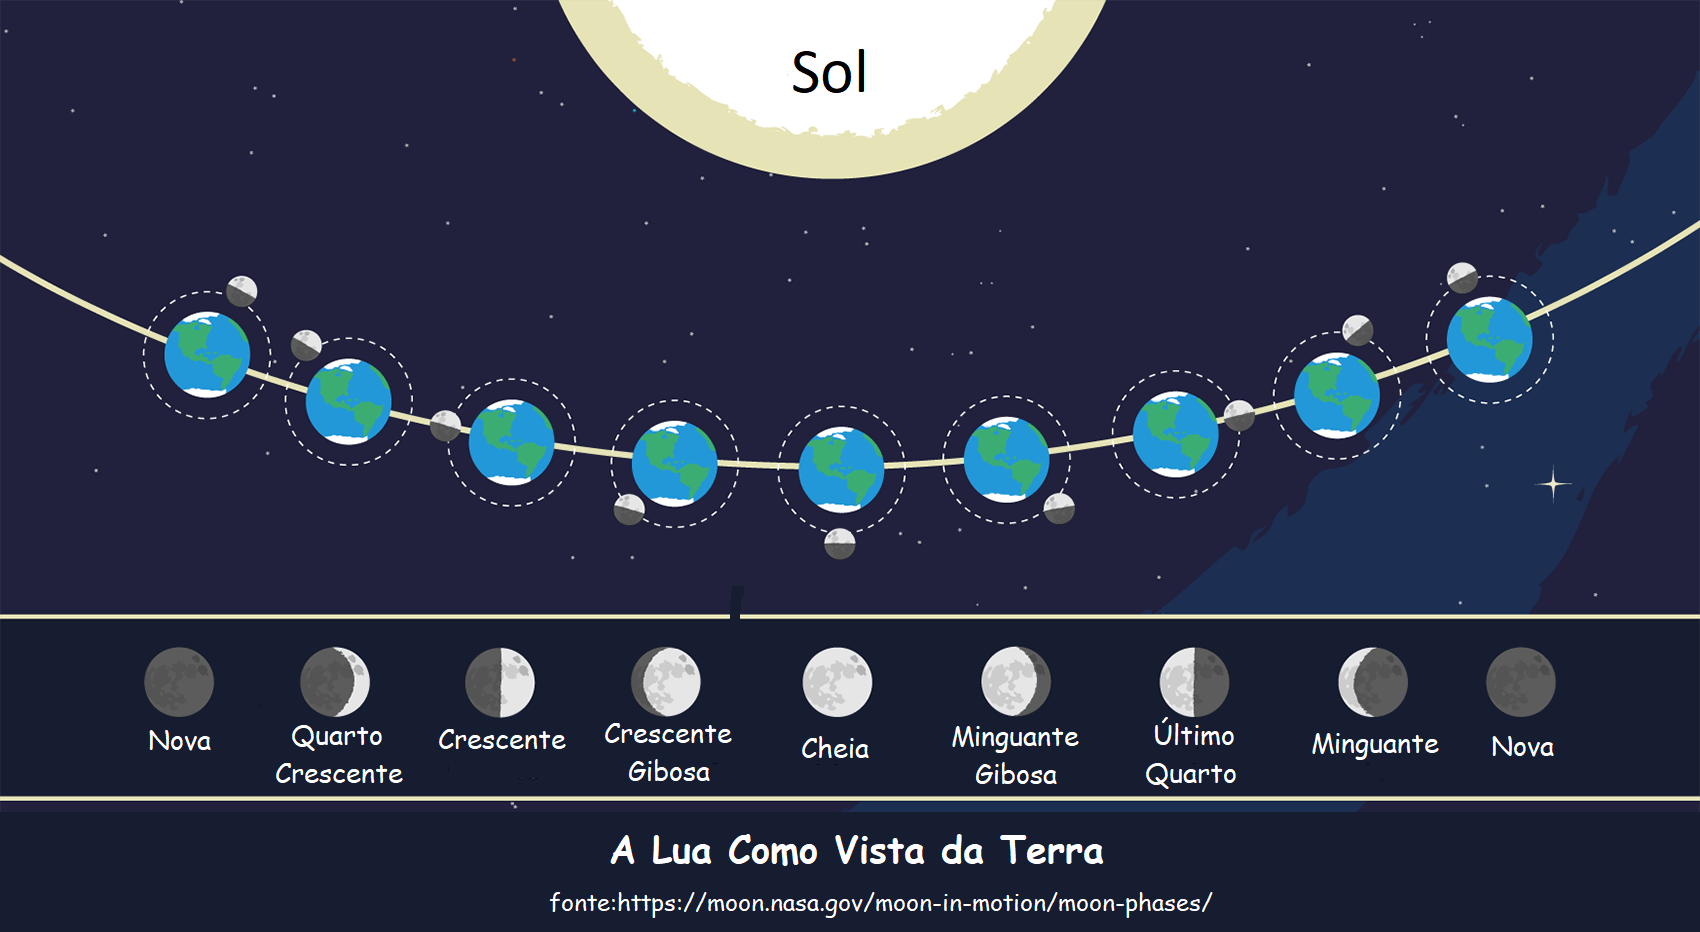 Sol
Nova
Quarto
Crescente
Crescente
Crescente
Gibosa
Cheia
Minguante
Gibosa
Último
Quarto
Minguante
Nova
A Lua Como Vista da Terra
fonte:https://moon.nasa.gov/moon-in-motion/moon-phases/